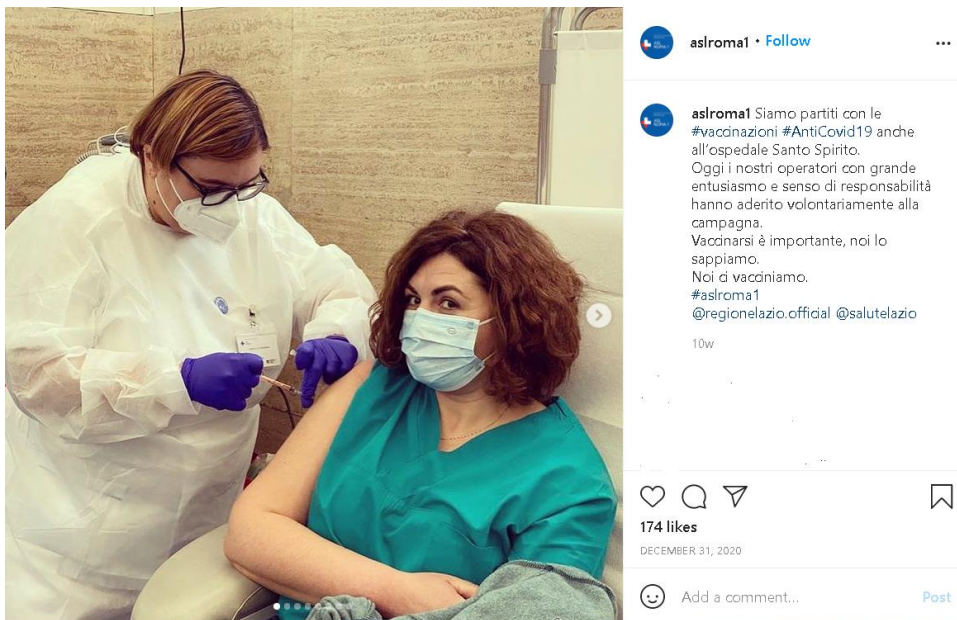 aslroma1 • Follow
aslroma1 Siamo partiti con le
#vaccinazioni #AntiCovid19 anche
all'ospedale Santo Spirito.
Oggi i nostri operatori con grande
entusiasmo e senso di responsabilità
hanno aderito volontariamente alla
campagna.
Vaccinarsi è importante, noi lo
sappiamo.
Noi ci vacciniamo.
#aslroma1
@regionelazio.official @salutelazio
10w
174 likes
DECEMBER 31, 2020
Add a comment...
Post